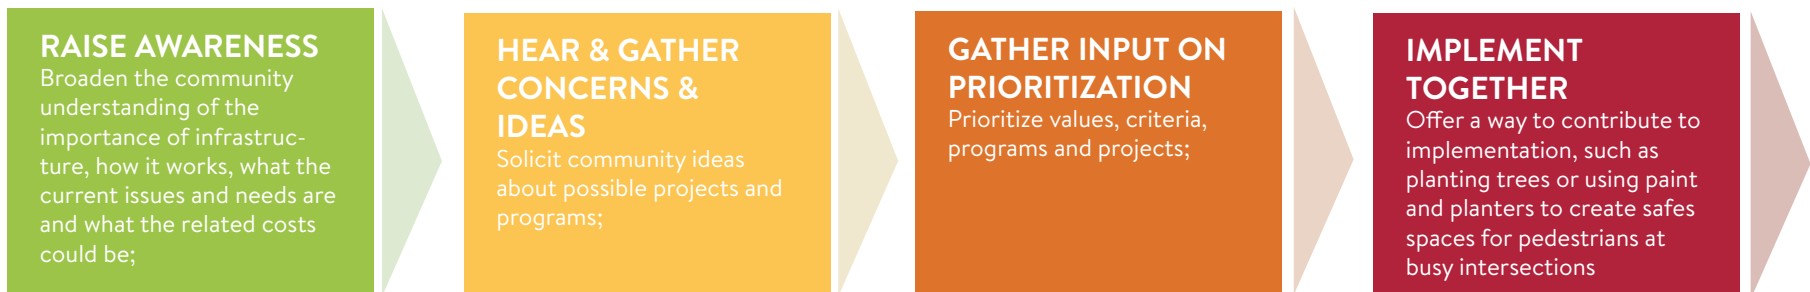 RAISE AWARENESS
Broaden the community
understanding of the
importance of infrastruc-
ture, how it works, what the
current issues and needs are
and what the related costs
could be;
HEAR & GATHER
CONCERNS &
IDEAS
Solicit community ideas
about possible projects and
programs;
GATHER INPUT ON
PRIORITIZATION
Prioritize values, criteria,
programs and projects;
IMPLEMENT
TOGETHER
Offer a way to contribute to
implementation, such as
planting trees or using paint
and planters to create safes
spaces for pedestrians at
busy intersections